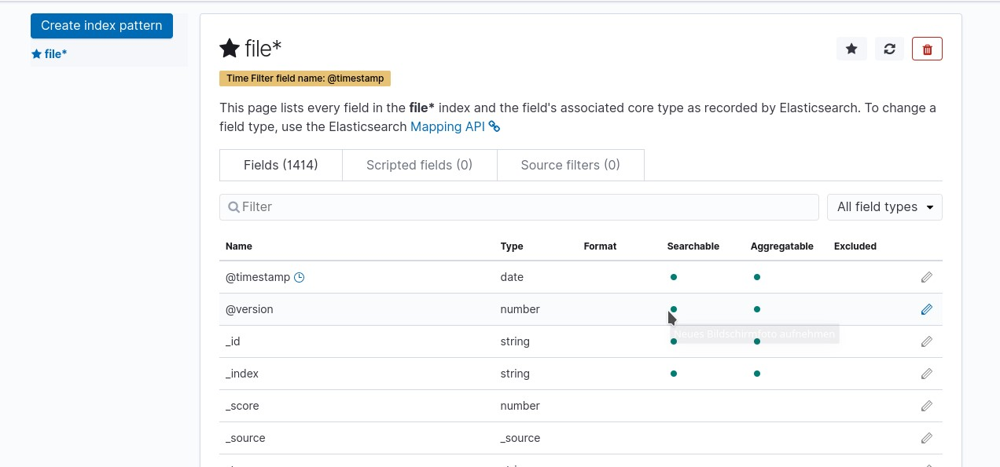 Create index pattern
file*
file*
Time Filter field name: @timestamp
This page lists every field in the file* index and the field's associated core type as recorded by Elasticsearch. To change a
field type, use the Elasticsearch Mapping API
Fields (1414) Scripted fields (0) Source filters (0)
Filter All field types
Name Type Format Searchable Aggregatable Excluded
@timestamp date
@version number
Neues Bildschirmfoto aufnehmen
_id string
_index string
_score number
_source _source